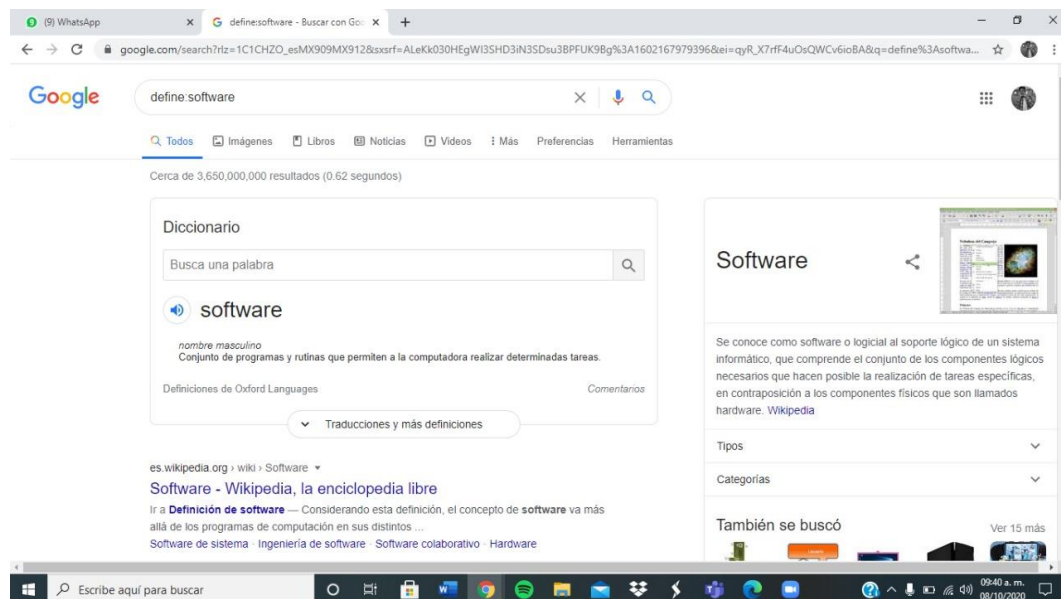 (9) WhatsApp
define:software - Buscar con Goo
google.com/search?rlz=1C1CHZO_esMX909MX912&sxsrf=ALeKk030HEgWI3SHD3iN3SDsu3BPFUK9Bg%3A1602167979396&ei=qyR_X7rfF4uOsQWCv6ioBA&q=define%3Asoftwa...
Google
define:software
Todos Imágenes Libros Noticias Videos Más Preferencias Herramientas
Cerca de 3,650,000,000 resultados (0.62 segundos)
Diccionario
Busca una palabra
software
nombre masculino
Conjunto de programas y rutinas que permiten a la computadora realizar determinadas tareas.
Definiciones de Oxford Languages Comentarios
Traducciones y más definiciones
es.wikipedia.org › wiki › Software
Software - Wikipedia, la enciclopedia libre
Ir a Definición de software — Considerando esta definición, el concepto de software va más
allá de los programas de computación en sus distintos ...
Software de sistema · Ingeniería de software · Software colaborativo · Hardware
Software
Se conoce como software o logicial al soporte lógico de un sistema
informático, que comprende el conjunto de los componentes lógicos
necesarios que hacen posible la realización de tareas específicas,
en contraposición a los componentes físicos que son llamados
hardware. Wikipedia
Tipos
Categorías
También se buscó Ver 15 más
Escribe aquí para buscar
09:40 a. m.
08/10/2020